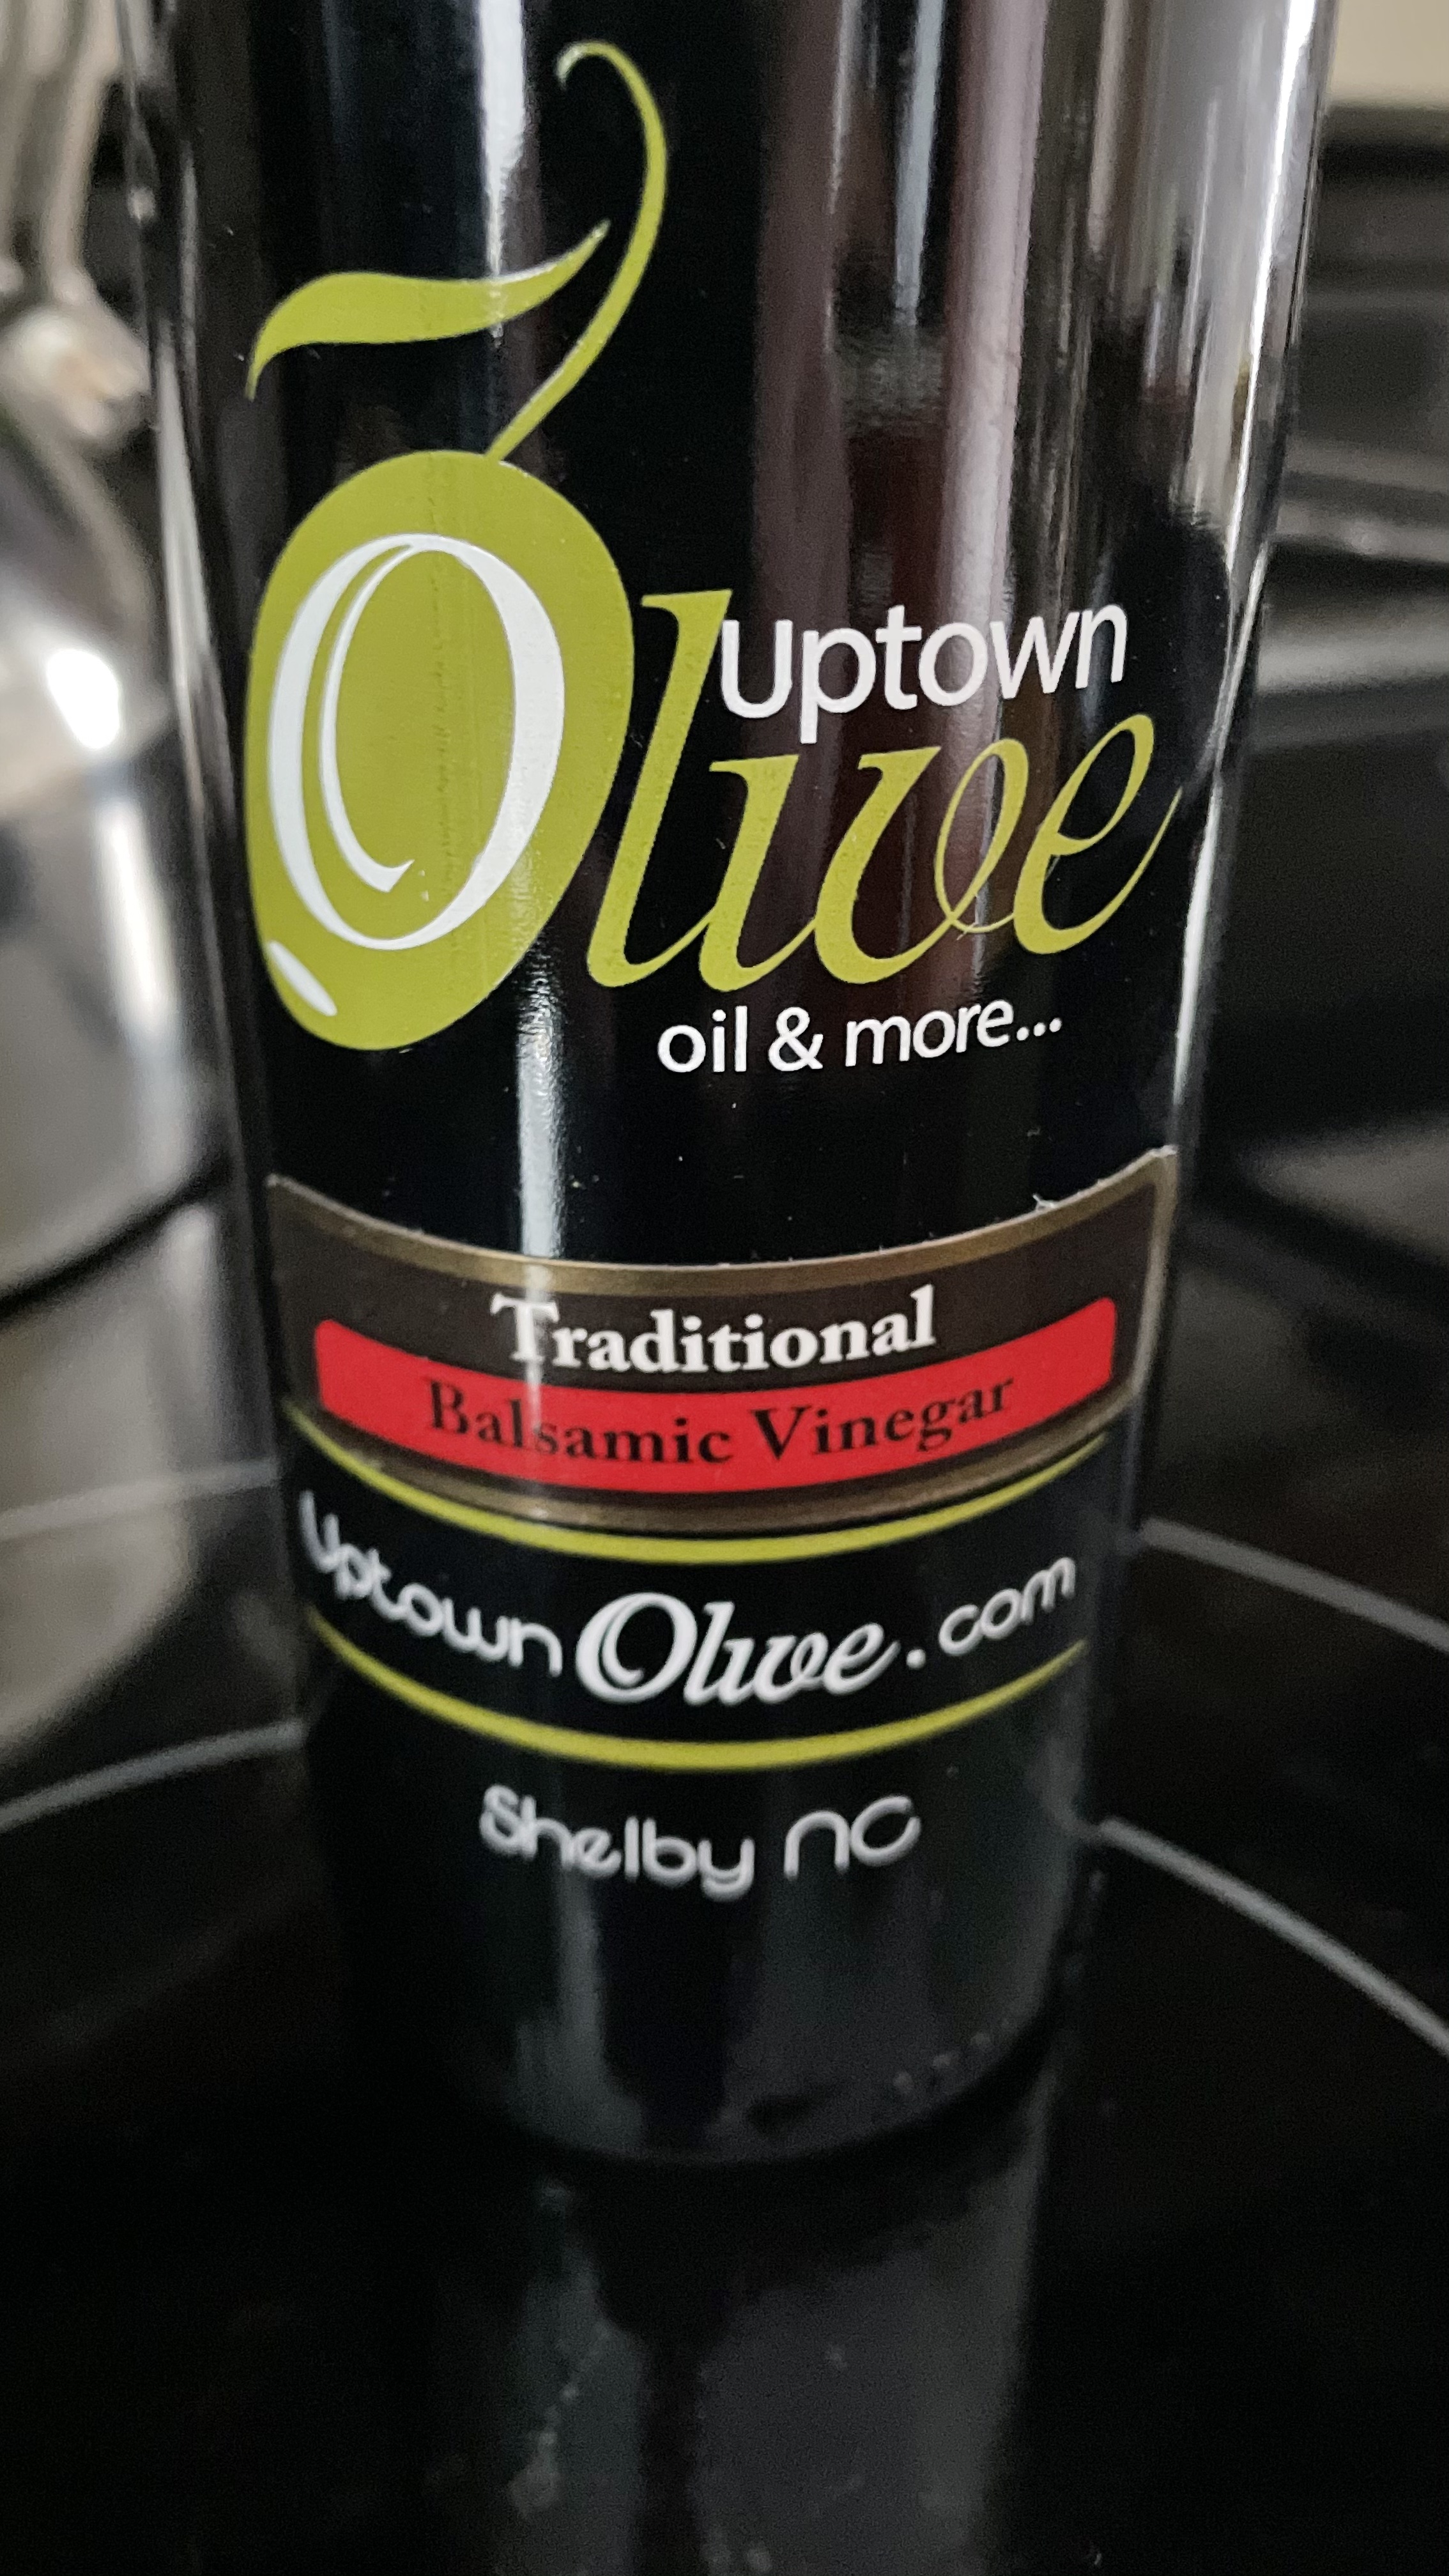 Uptown
Olive
oil & more...
Traditional
Balsamic Vinegar
UptownOlive.com
Shelby NC